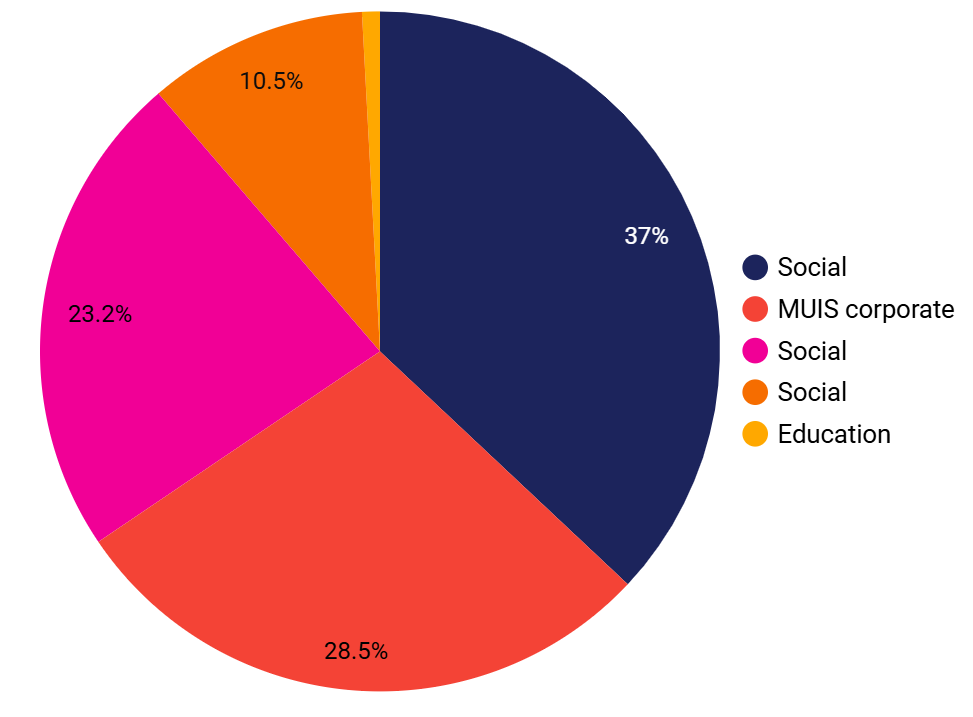 10.5%
37%
23.2%
28.5%
Social
MUIS corporate
Social
Social
Education